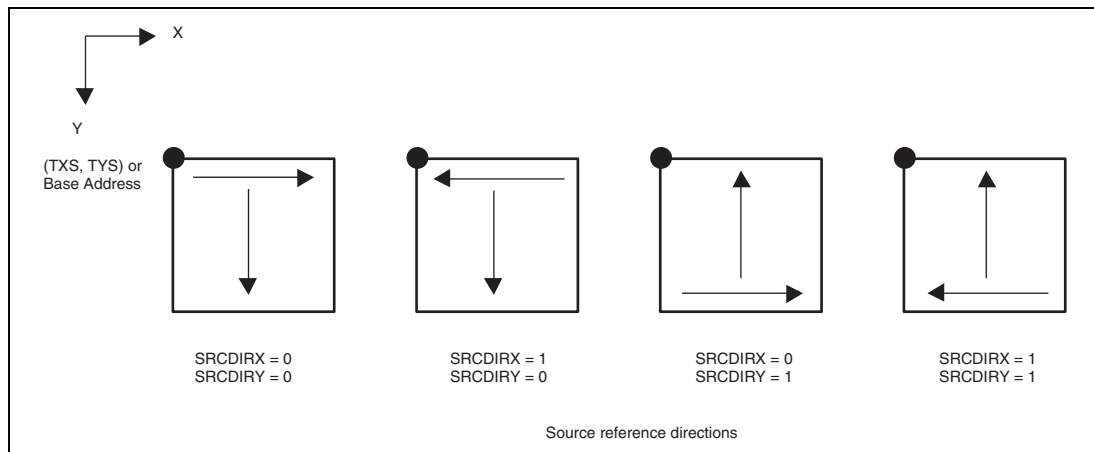 X
Y
(TXS, TYS) or
Base Address
SRCDIRX = 0
SRCDIRY = 0
SRCDIRX = 1
SRCDIRY = 0
SRCDIRX = 0
SRCDIRY = 1
SRCDIRX = 1
SRCDIRY = 1
Source reference directions